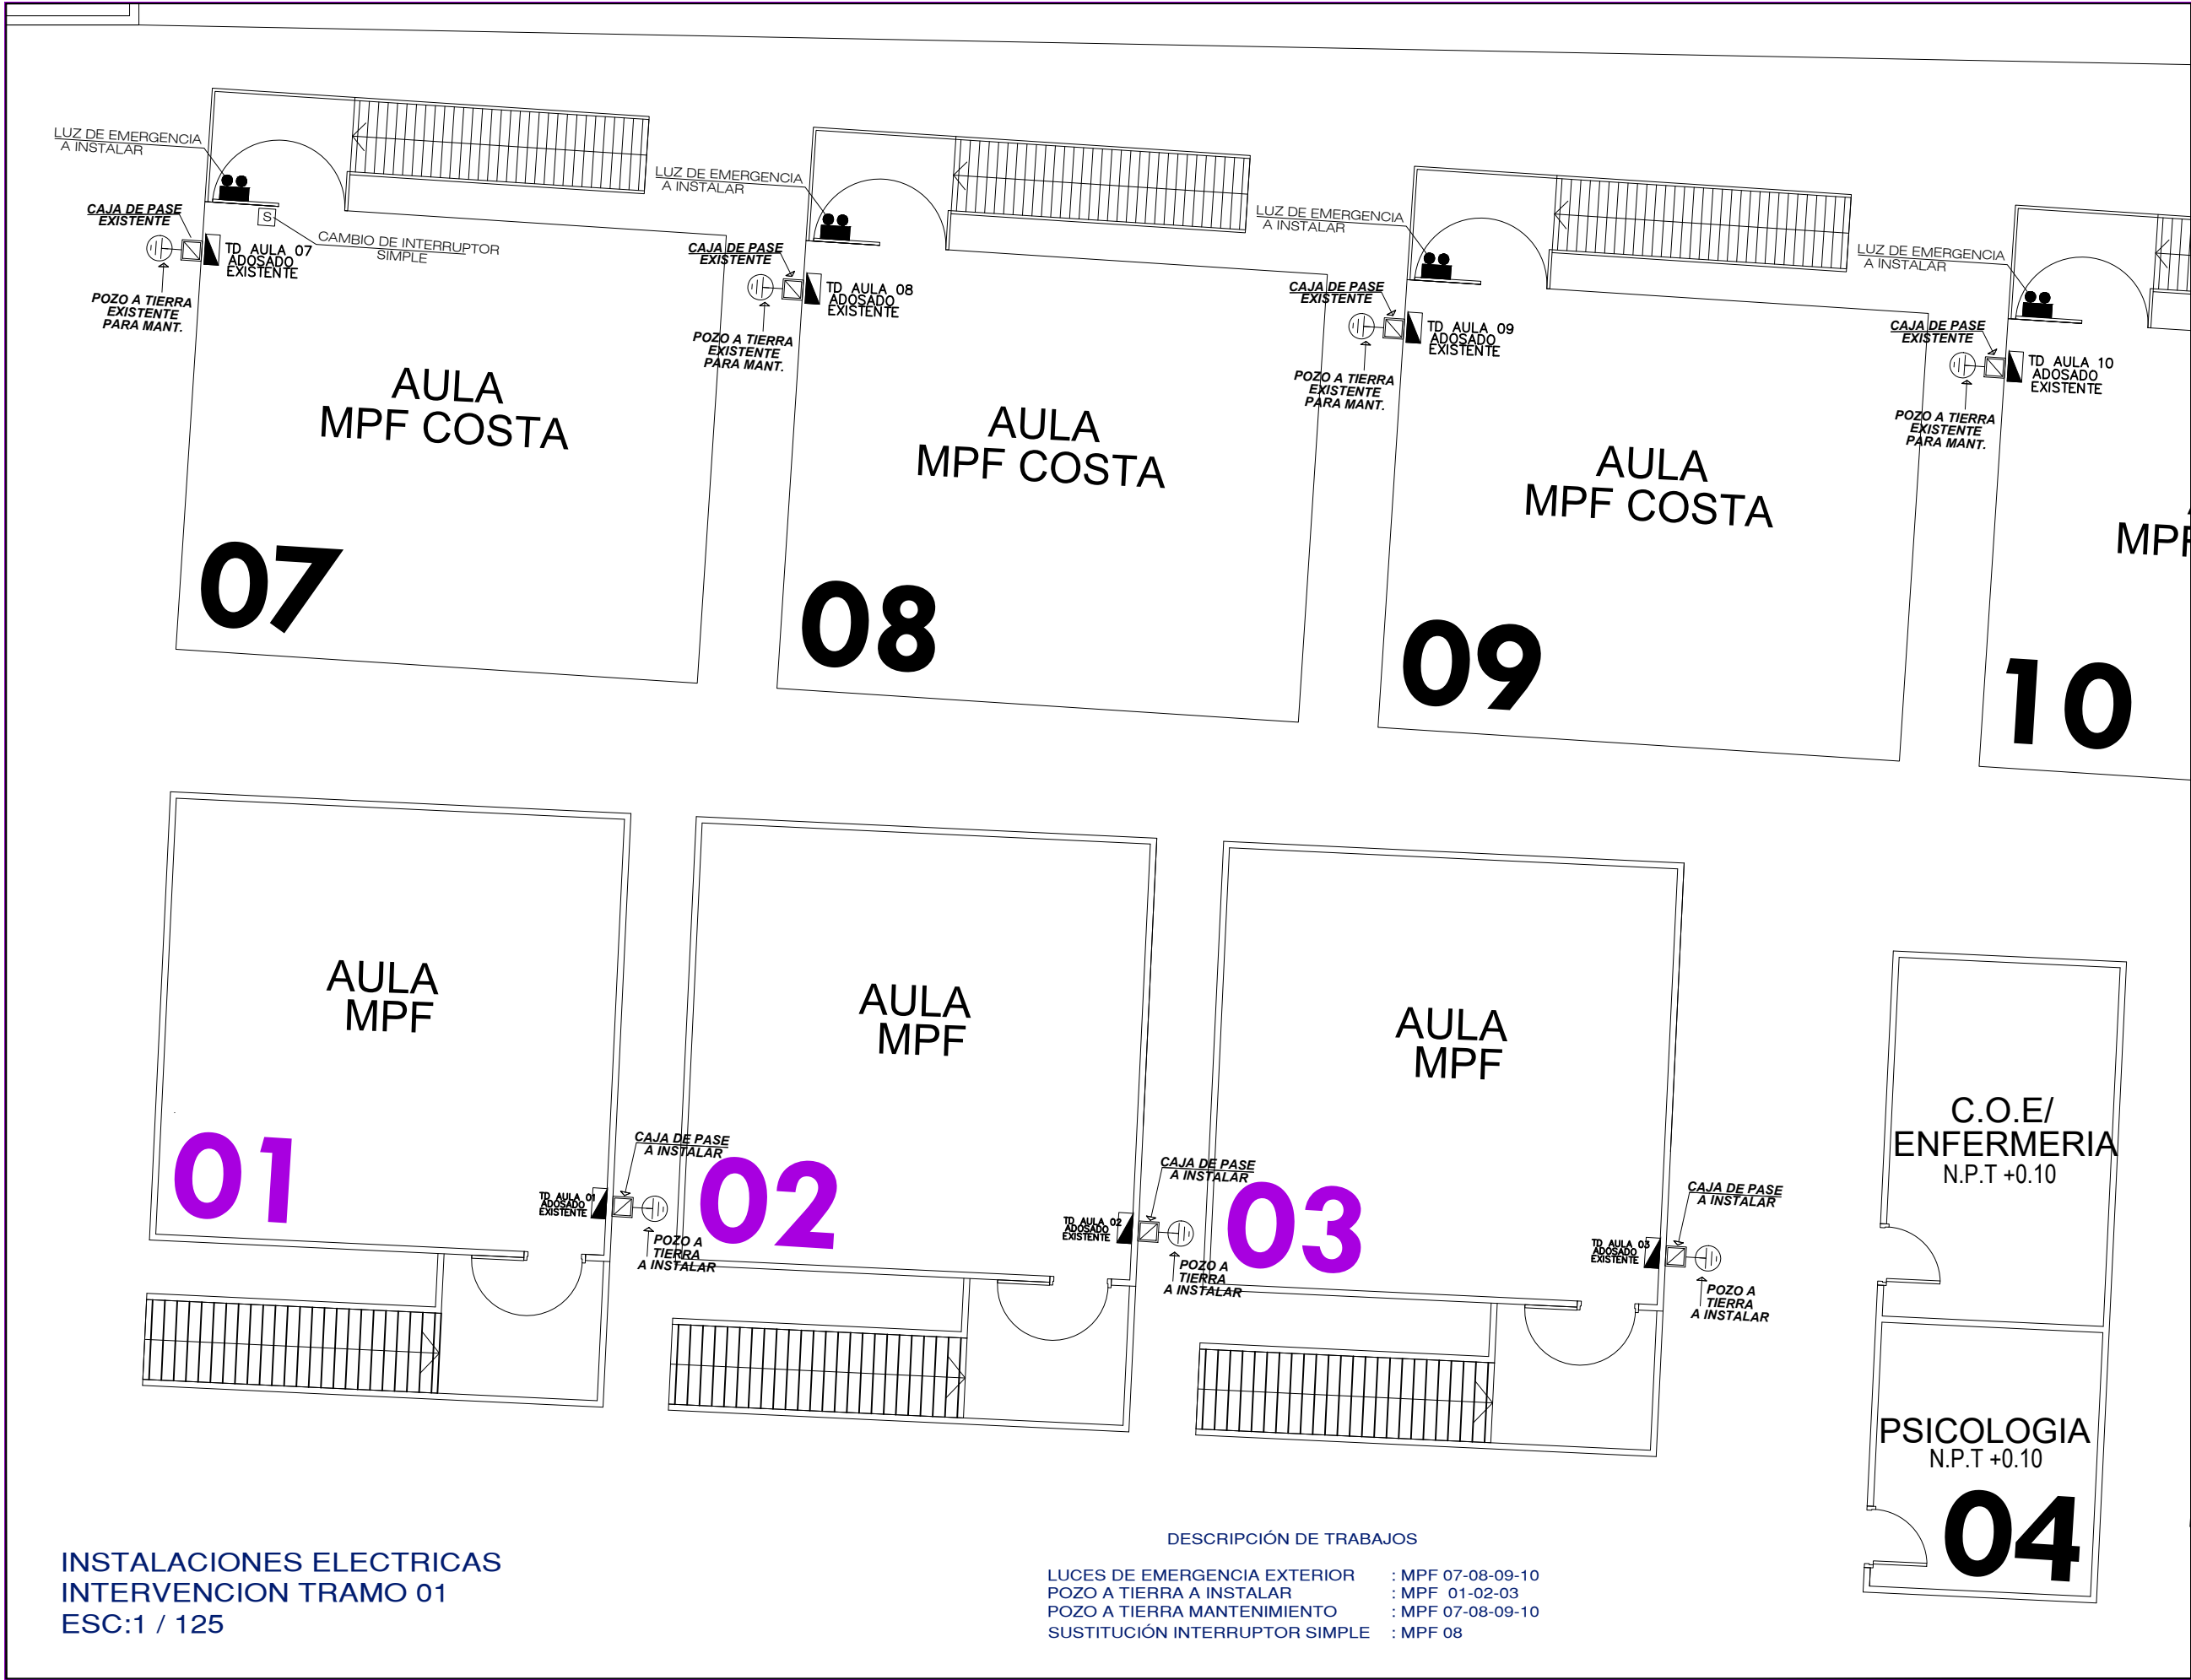 LUZ DE EMERGENCIA
A INSTALAR
CAJA DE PASE
EXISTENTE
S
CAMBIO DE INTERRUPTOR
SIMPLE
TD AULA 07
ADOSADO
EXISTENTE
POZO A TIERRA
EXISTENTE
PARA MANT.
AULA
MPF COSTA
07
LUZ DE EMERGENCIA
A INSTALAR
CAJA DE PASE
EXISTENTE
TD AULA 08
ADOSADO
EXISTENTE
POZO A TIERRA
EXISTENTE
PARA MANT.
AULA
MPF COSTA
08
LUZ DE EMERGENCIA
A INSTALAR
CAJA DE PASE
EXISTENTE
TD AULA 09
ADOSADO
EXISTENTE
POZO A TIERRA
EXISTENTE
PARA MANT.
AULA
MPF COSTA
09
LUZ DE EMERGENCIA
A INSTALAR
CAJA DE PASE
EXISTENTE
TD AULA 10
ADOSADO
EXISTENTE
POZO A TIERRA
EXISTENTE
PARA MANT.
MPF
10
AULA
MPF
01
TD AULA 01
ADOSADO
EXISTENTE
CAJA DE PASE
A INSTALAR
POZO A
TIERRA
A INSTALAR
AULA
MPF
02
TD AULA 02
ADOSADO
EXISTENTE
CAJA DE PASE
A INSTALAR
POZO A
TIERRA
A INSTALAR
AULA
MPF
03
TD AULA 03
ADOSADO
EXISTENTE
CAJA DE PASE
A INSTALAR
POZO A
TIERRA
A INSTALAR
C.O.E/
ENFERMERIA
N.P.T +0.10
PSICOLOGIA
N.P.T +0.10
04
INSTALACIONES ELECTRICAS
INTERVENCION TRAMO 01
ESC:1 / 125
DESCRIPCIÓN DE TRABAJOS
LUCES DE EMERGENCIA EXTERIOR : MPF 07-08-09-10
POZO A TIERRA A INSTALAR : MPF 01-02-03
POZO A TIERRA MANTENIMIENTO : MPF 07-08-09-10
SUSTITUCIÓN INTERRUPTOR SIMPLE : MPF 08